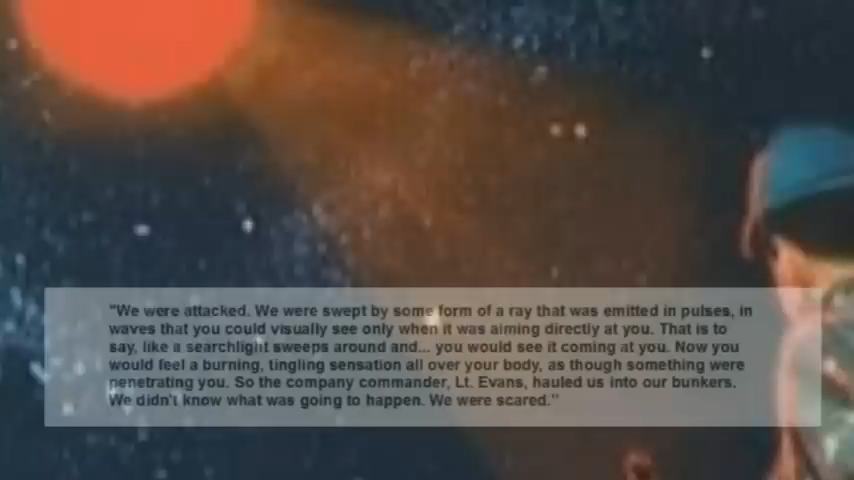 "We were attacked. We were swept by some form of a ray that was emitted in pulses, in
waves that you could visually see only when it was aiming directly at you. That is to
say, like a searchlight sweeps around and... you would see it coming at you. Now you
would feel a burning, tingling sensation all over your body, as though something were
penetrating you. So the company commander, Lt. Evans, hauled us into our bunkers.
We didn't know what was going to happen. We were scared."